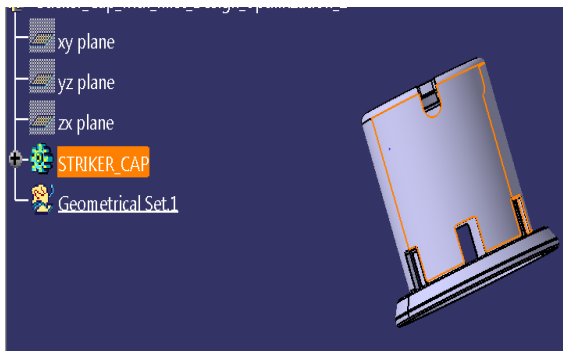 xy plane
yz plane
zx plane
STRIKER_CAP
Geometrical Set.1